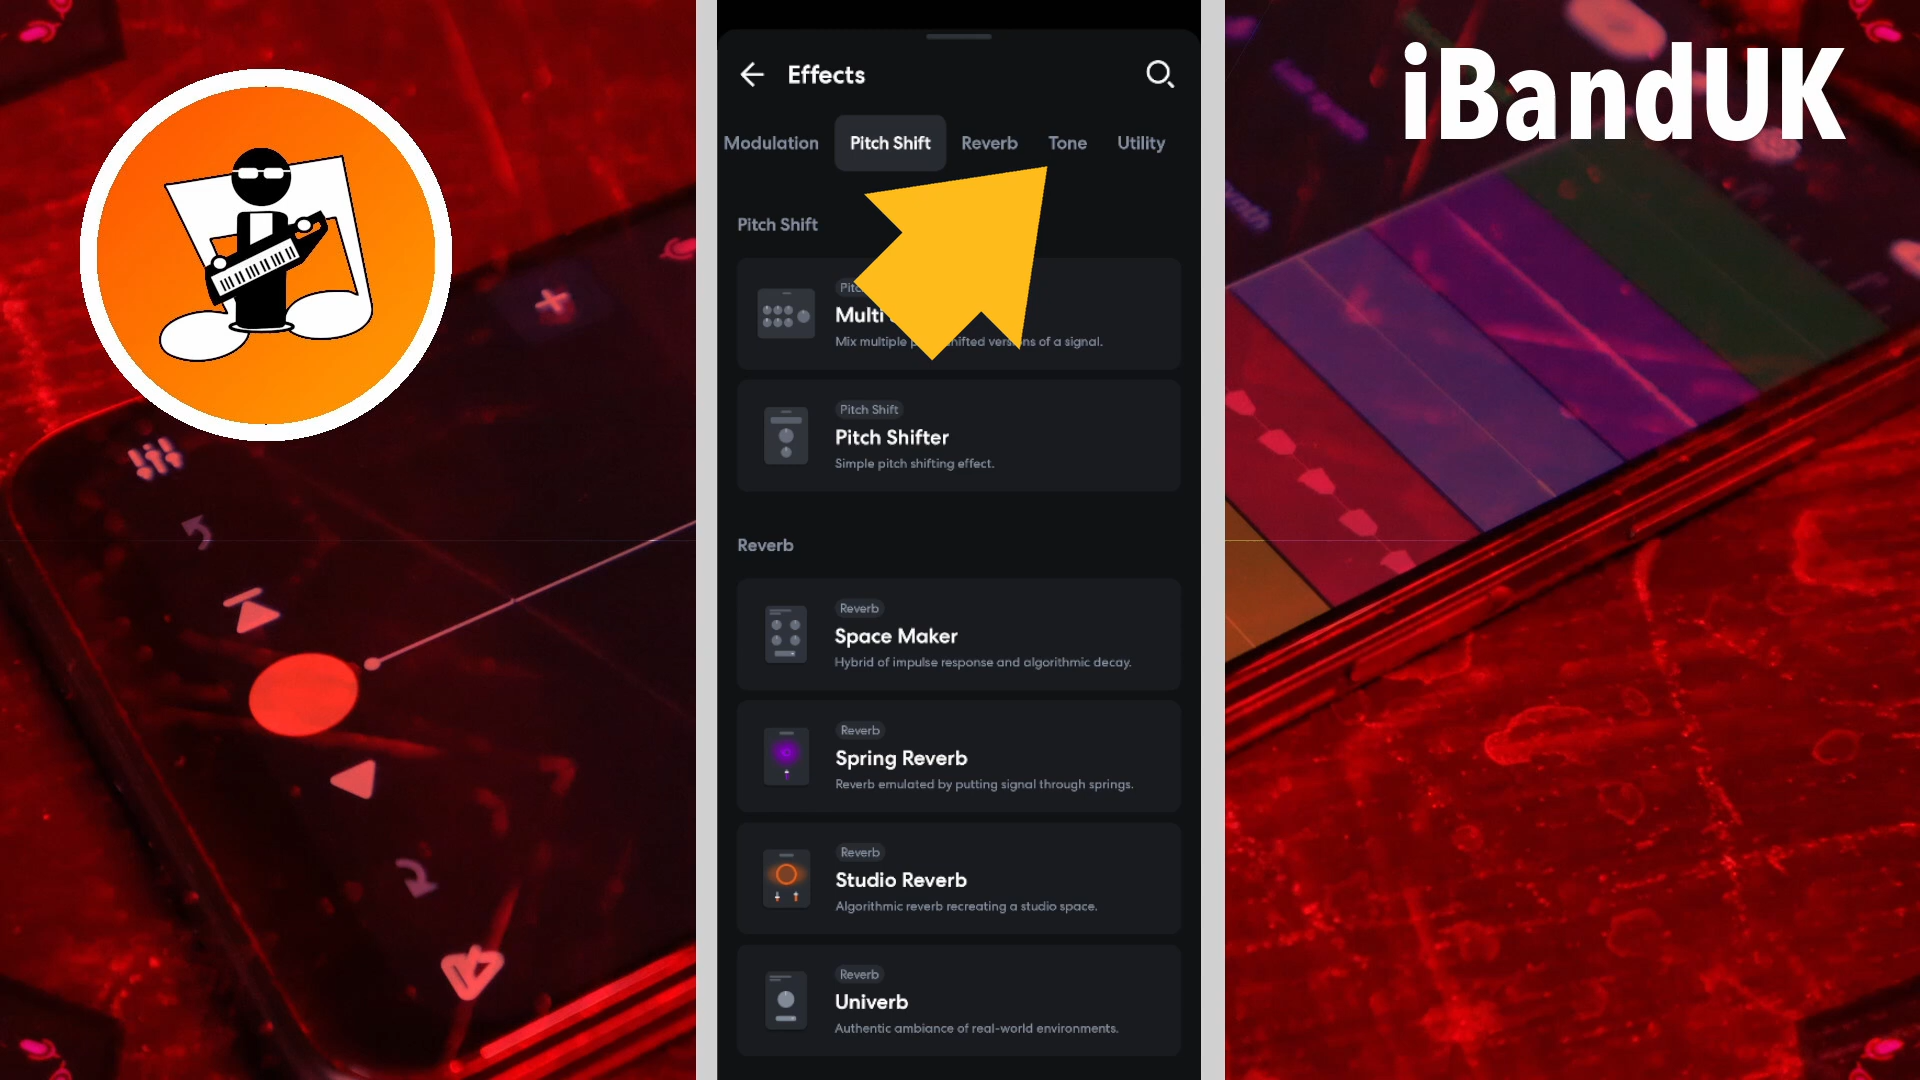 iBandUK
Effects
Modulation Pitch Shift Reverb Tone Utility
Pitch Shift
Multi
Mix multiple shifted of a signal.
Pitch Shift
Pitch Shifter
Simple pitch shifting effect.
Reverb
Reverb
Space Maker
Hybrid of impulse response and algorithmic decay.
Reverb
Spring Reverb
Reverb emulated by putting signal through springs.
Reverb
Studio Reverb
Algorithmic reverb recreating a studio space.
Reverb
Univerb
Authentic ambiance of real-world environments.